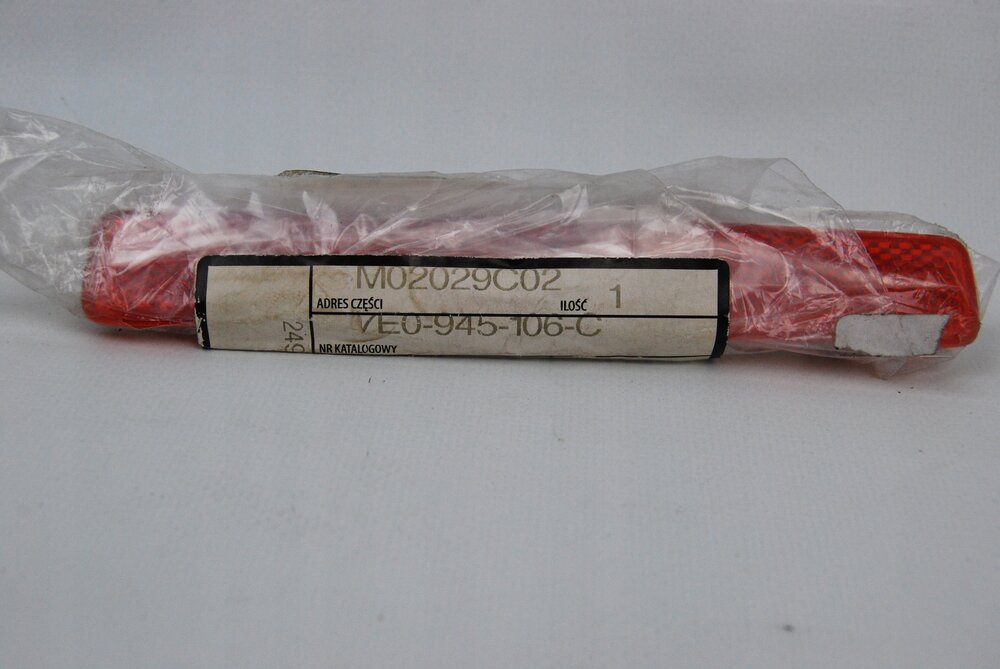 M02029C02
ADRES CZĘŚCI
ILOŚĆ 1
7E0-945-106-C
NR KATALOGOWY
249